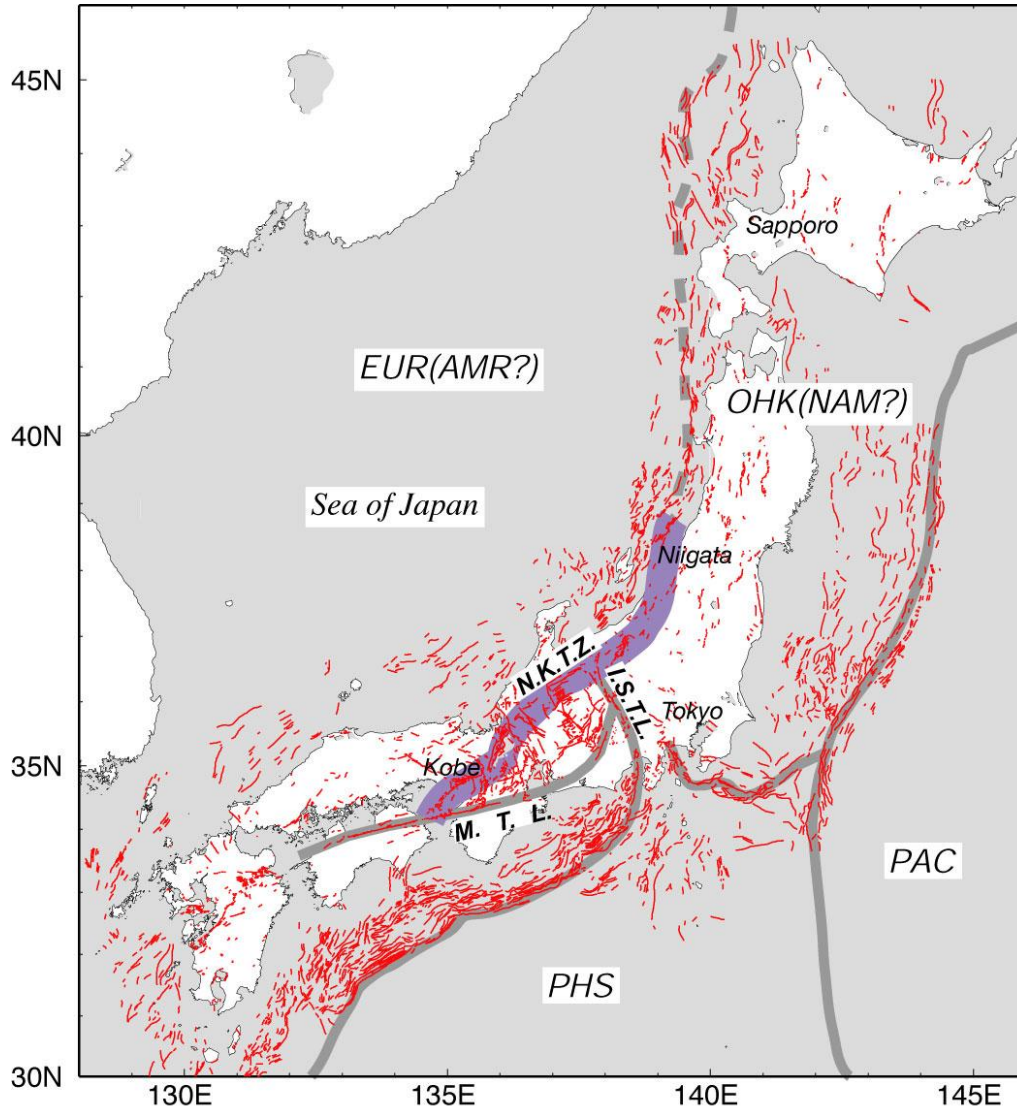 45N
Sapporo
EUR(AMR?)
OHK(NAM?)
40N
Sea of Japan
Niigata
N.K.T.Z.
I.S.T.L.
Tokyo
35N
Kobe
M. T. L.
PAC
PHS
30N
130E
135E
140E
145E